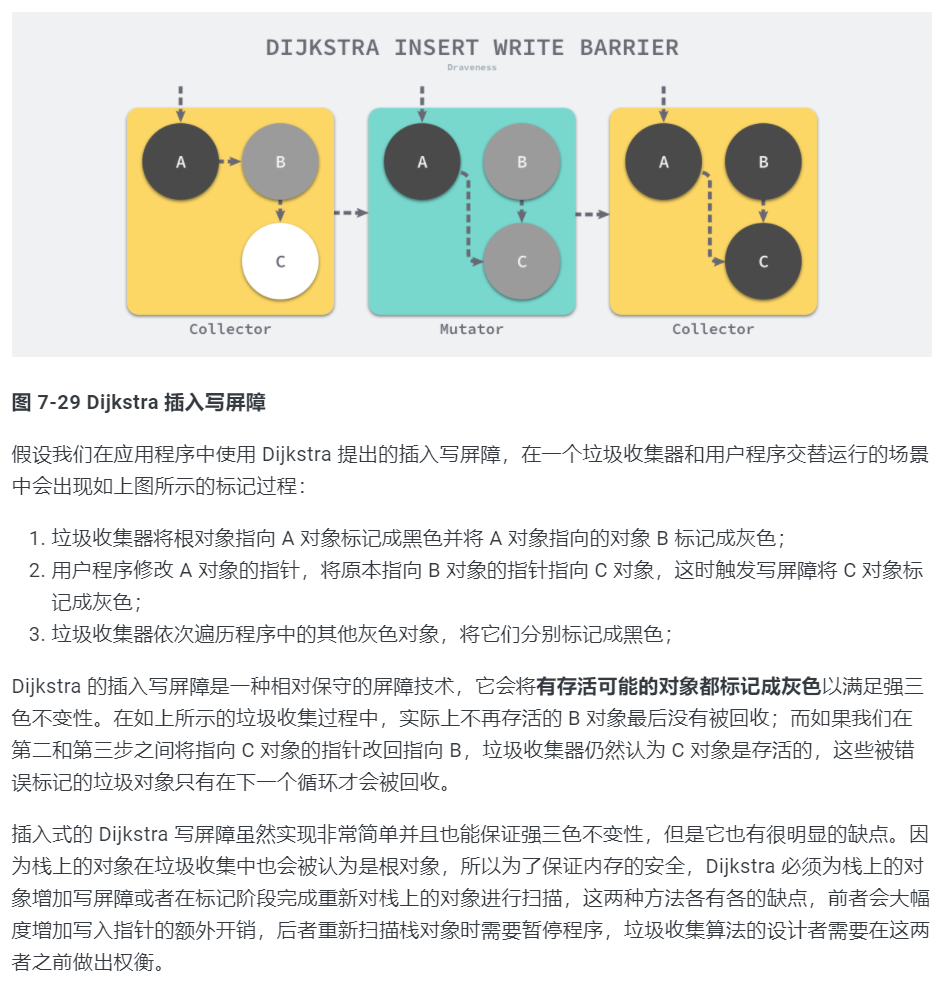 DIJKSTRA INSERT WRITE BARRIER
Draveness
A B A B A B
C C C
Collector Mutator Collector
图 7-29 Dijkstra 插入写屏障
假设我们在应用程序中使用 Dijkstra 提出的插入写屏障，在一个垃圾收集器和用户程序交替运行的场景
中会出现如上图所示的标记过程：
1. 垃圾收集器将根对象指向 A 对象标记成黑色并将 A 对象指向的对象 B 标记成灰色；
2. 用户程序修改 A 对象的指针，将原本指向 B 对象的指针指向 C 对象，这时触发写屏障将 C 对象标
记成灰色；
3. 垃圾收集器依次遍历程序中的其他灰色对象，将它们分别标记成黑色；
Dijkstra 的插入写屏障是一种相对保守的屏障技术，它会将有存活可能的对象都标记成灰色以满足强三
色不变性。在如上所示的垃圾收集过程中，实际上不再存活的 B 对象最后没有被回收；而如果我们在
第二和第三步之间将指向 C 对象的指针改回指向 B，垃圾收集器仍然认为 C 对象是存活的，这些被错
误标记的垃圾对象只有在下一个循环才会被回收。
插入式的 Dijkstra 写屏障虽然实现非常简单并且也能保证强三色不变性，但是它也有很明显的缺点。因
为栈上的对象在垃圾收集中也会被认为是根对象，所以为了保证内存的安全，Dijkstra 必须为栈上的对
象增加写屏障或者在标记阶段完成重新对栈上的对象进行扫描，这两种方法各有各的缺点，前者会大幅
度增加写入指针的额外开销，后者重新扫描栈对象时需要暂停程序，垃圾收集算法的设计者需要在这两
者之前做出权衡。